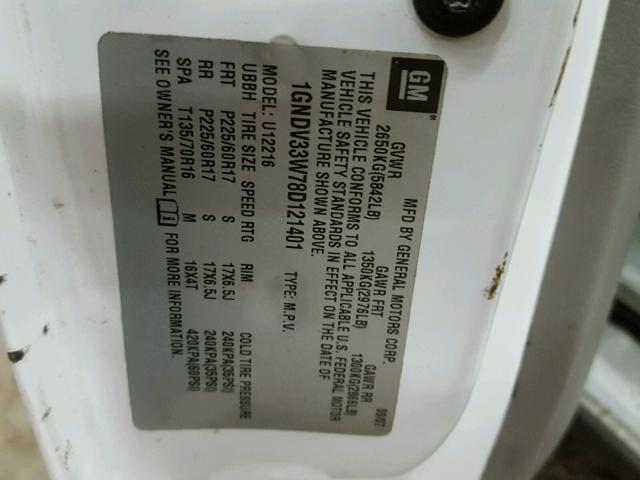 GM
MFD BY GENERAL MOTORS CORP. 09/07
GVWR GAWR FRT GAWR RR
2650KG(5842LB) 1350KG(2976LB) 1300KG(2866LB)
THIS VEHICLE CONFORMS TO ALL APPLICABLE U.S. FEDERAL MOTOR
VEHICLE SAFETY STANDARDS IN EFFECT ON THE DATE OF
MANUFACTURE SHOWN ABOVE.
1GNDV33W78D121401 TYPE: M.P.V.
MODEL: U12216
UBBH TIRE SIZE SPEED RTG RIM COLD TIRE PRESSURE
FRT P225/60R17 S 17X6.5J 240KPA(35PSI)
RR P225/60R17 S 17X6.5J 240KPA(35PSI)
SPA T135/70R16 M 16X4T 420KPA(60PSI)
SEE OWNER'S MANUAL FOR MORE INFORMATION.